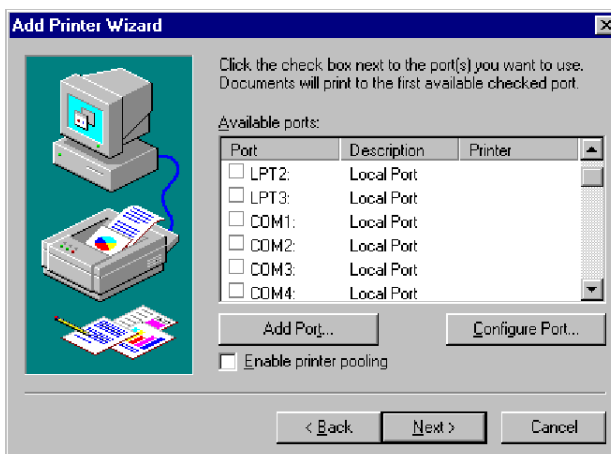 Add Printer Wizard
Click the check box next to the port(s) you want to use.
Documents will print to the first available checked port.
Available ports:
Port Description Printer
LPT2: Local Port
LPT3: Local Port
COM1: Local Port
COM2: Local Port
COM3: Local Port
COM4: Local Port
Add Port... Configure Port...
Enable printer pooling
< Back Next > Cancel